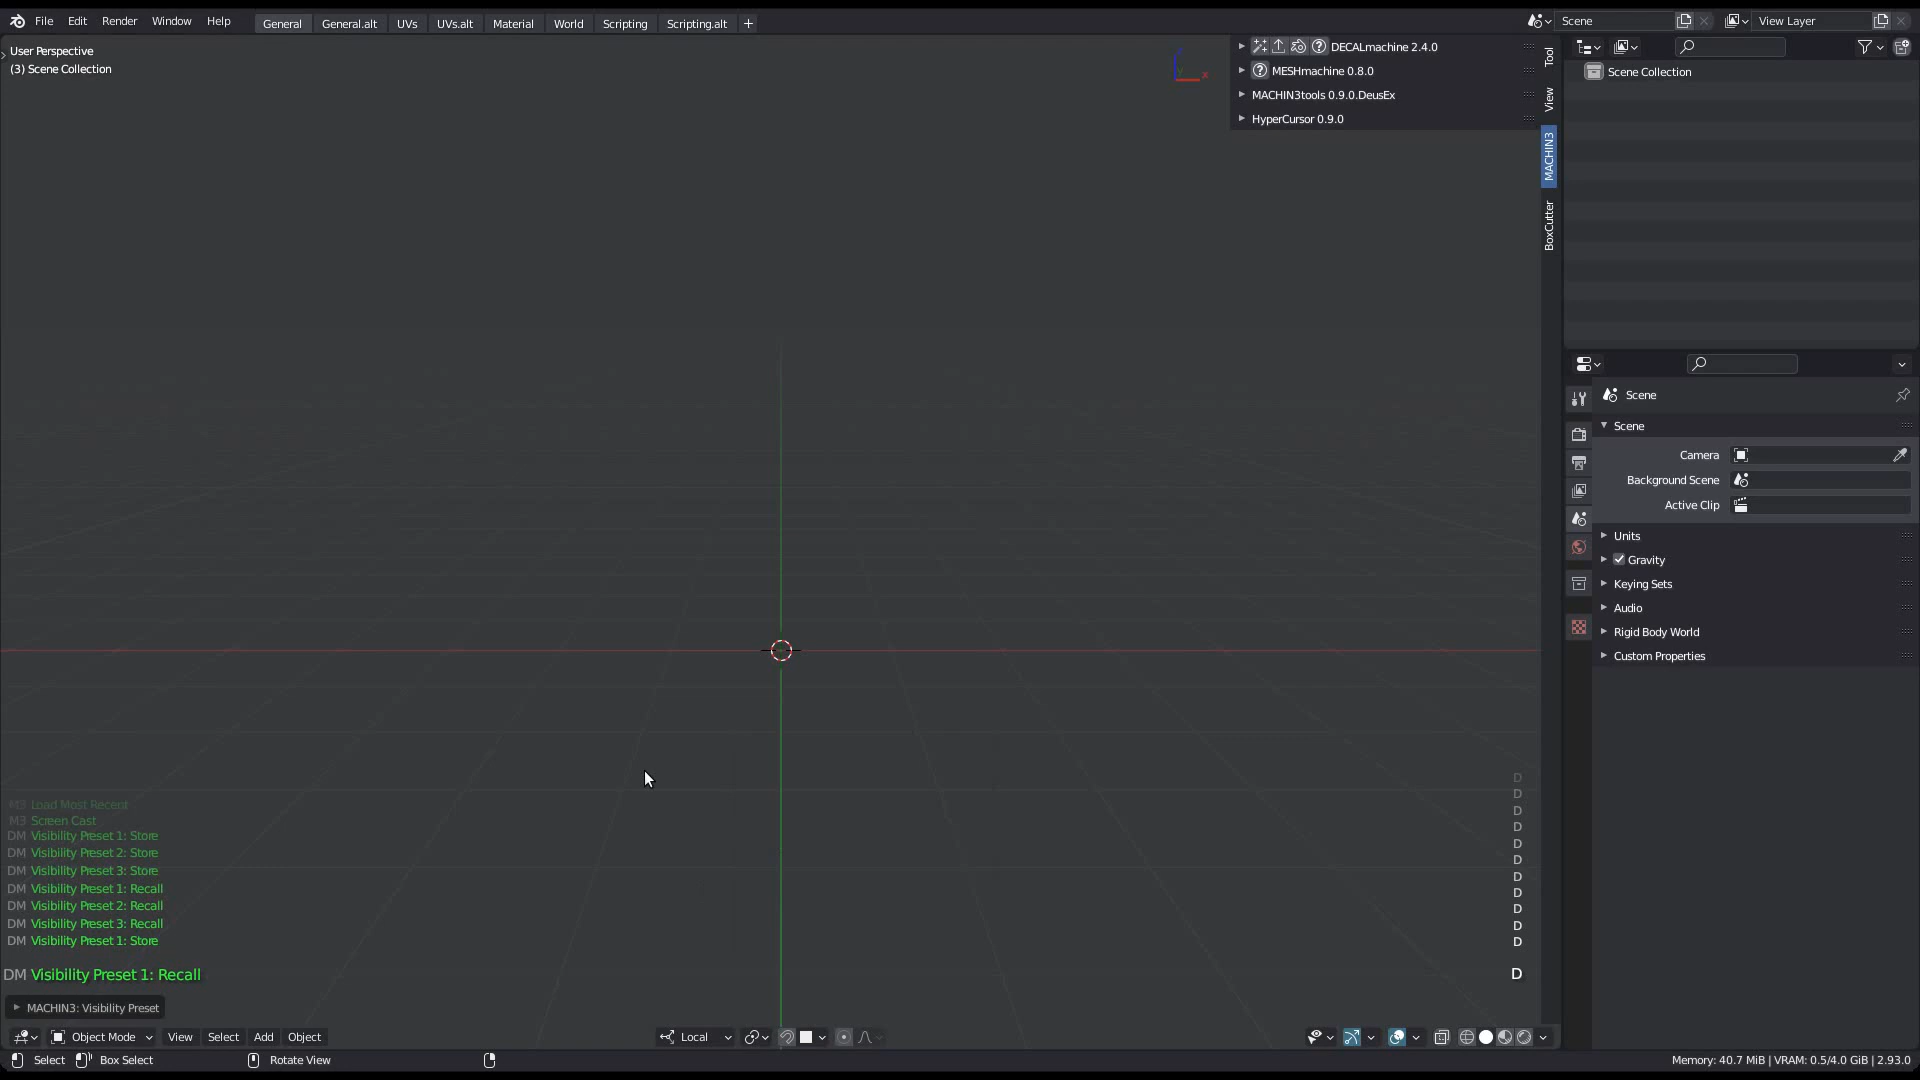 File Edit Render Window Help General General.alt UVs UVs.alt Material World Scripting Scripting.alt + Scene View Layer
User Perspective
(3) Scene Collection
DECALmachine 2.4.0
MESHmachine 0.8.0
MACHIN3tools 0.9.0.DeusEx
HyperCursor 0.9.0
Tool
View
MACHIN3
BoxCutter
Scene Collection
Scene
Scene
Camera
Background Scene
Active Clip
Units
Gravity
Keying Sets
Audio
Rigid Body World
Custom Properties
M3 Load Most Recent
M3 Screen Cast
DM Visibility Preset 1: Store
DM Visibility Preset 2: Store
DM Visibility Preset 3: Store
DM Visibility Preset 1: Recall
DM Visibility Preset 2: Recall
DM Visibility Preset 3: Recall
DM Visibility Preset 1: Store
DM Visibility Preset 1: Recall
D
D
D
D
D
D
D
D
D
D
D
D
MACHIN3: Visibility Preset
Object Mode View Select Add Object Local
Select Box Select Rotate View Memory: 40.7 MiB | VRAM: 0.5/4.0 GiB | 2.93.0